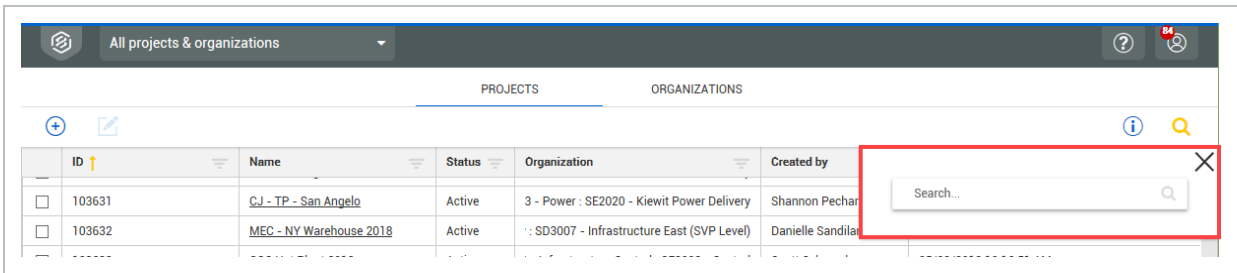 All projects & organizations
84
PROJECTS ORGANIZATIONS
ID Name Status Organization Created by
103631 CJ - TP - San Angelo Active 3 - Power : SE2020 - Kiewit Power Delivery Shannon Pechar
Search...
103632 MEC - NY Warehouse 2018 Active : SD3007 - Infrastructure East (SVP Level) Danielle Sandilan